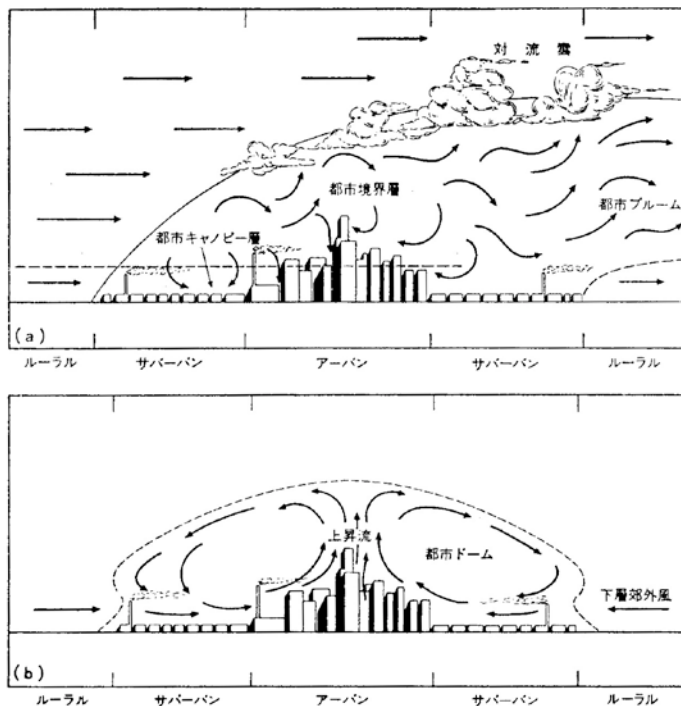 対流雲
都市境界層
都市プルーム
都市キャノピー層
(a)
ルーラル サバーバン アーバン サバーバン ルーラル
上昇流
都市ドーム
下層郊外風
(b)
ルーラル サバーバン アーバン サバーバン ルーラル